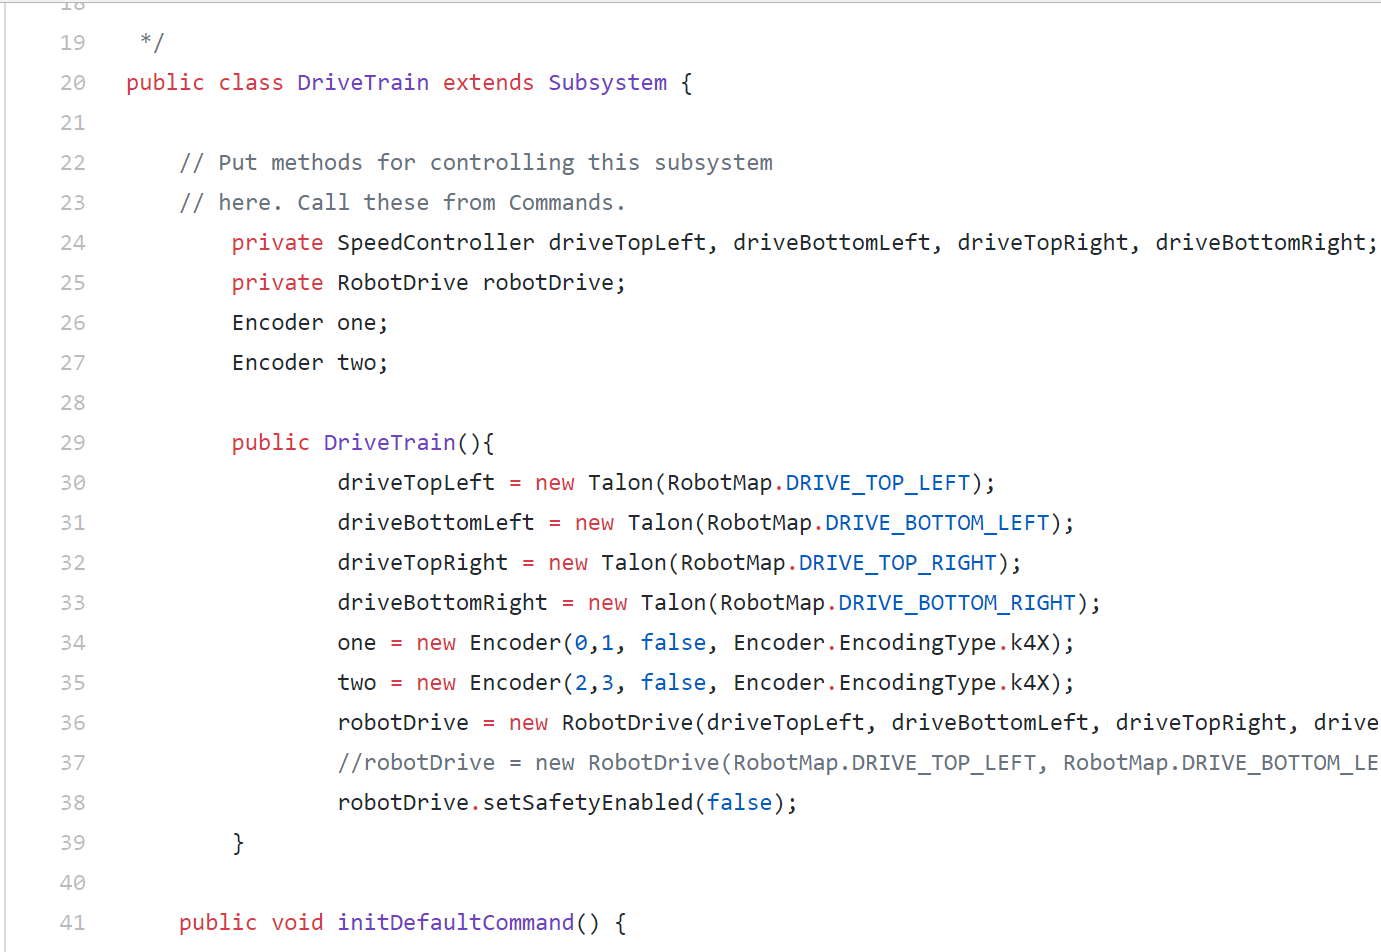 18
19 */
20 public class DriveTrain extends Subsystem {
21
22 // Put methods for controlling this subsystem
23 // here. Call these from Commands.
24 private SpeedController driveTopLeft, driveBottomLeft, driveTopRight, driveBottomRight;
25 private RobotDrive robotDrive;
26 Encoder one;
27 Encoder two;
28
29 public DriveTrain(){
30 driveTopLeft = new Talon(RobotMap.DRIVE_TOP_LEFT);
31 driveBottomLeft = new Talon(RobotMap.DRIVE_BOTTOM_LEFT);
32 driveTopRight = new Talon(RobotMap.DRIVE_TOP_RIGHT);
33 driveBottomRight = new Talon(RobotMap.DRIVE_BOTTOM_RIGHT);
34 one = new Encoder(0,1, false, Encoder.EncodingType.k4X);
35 two = new Encoder(2,3, false, Encoder.EncodingType.k4X);
36 robotDrive = new RobotDrive(driveTopLeft, driveBottomLeft, driveTopRight, drive
37 //robotDrive = new RobotDrive(RobotMap.DRIVE_TOP_LEFT, RobotMap.DRIVE_BOTTOM_LE
38 robotDrive.setSafetyEnabled(false);
39 }
40
41 public void initDefaultCommand() {